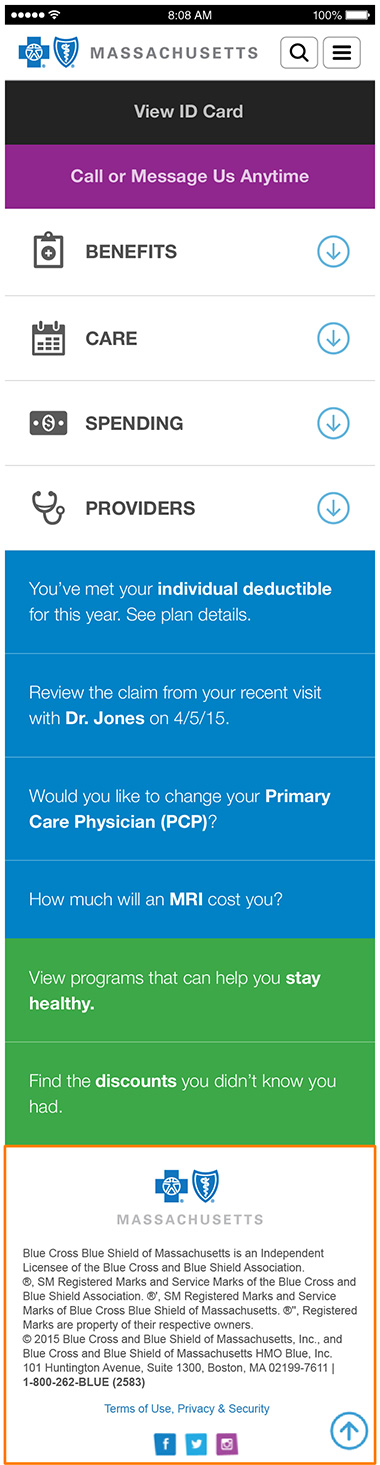 8:08 AM 100%
MASSACHUSETTS
View ID Card
Call or Message Us Anytime
BENEFITS
CARE
SPENDING
PROVIDERS
You’ve met your individual deductible
for this year. See plan details.
Review the claim from your recent visit
with Dr. Jones on 4/5/15.
Would you like to change your Primary
Care Physician (PCP)?
How much will an MRI cost you?
View programs that can help you stay
healthy.
Find the discounts you didn’t know you
had.
MASSACHUSETTS
Blue Cross Blue Shield of Massachusetts is an Independent
Licensee of the Blue Cross and Blue Shield Association.
®, SM Registered Marks and Service Marks of the Blue Cross and
Blue Shield Association. ®', SM Registered Marks and Service
Marks of Blue Cross Blue Shield of Massachusetts. ®", Registered
Marks are property of their respective owners.
© 2015 Blue Cross and Blue Shield of Massachusetts, Inc., and
Blue Cross and Blue Shield of Massachusetts HMO Blue, Inc.
101 Huntington Avenue, Suite 1300, Boston, MA 02199-7611 |
1-800-262-BLUE (2583)
Terms of Use, Privacy & Security